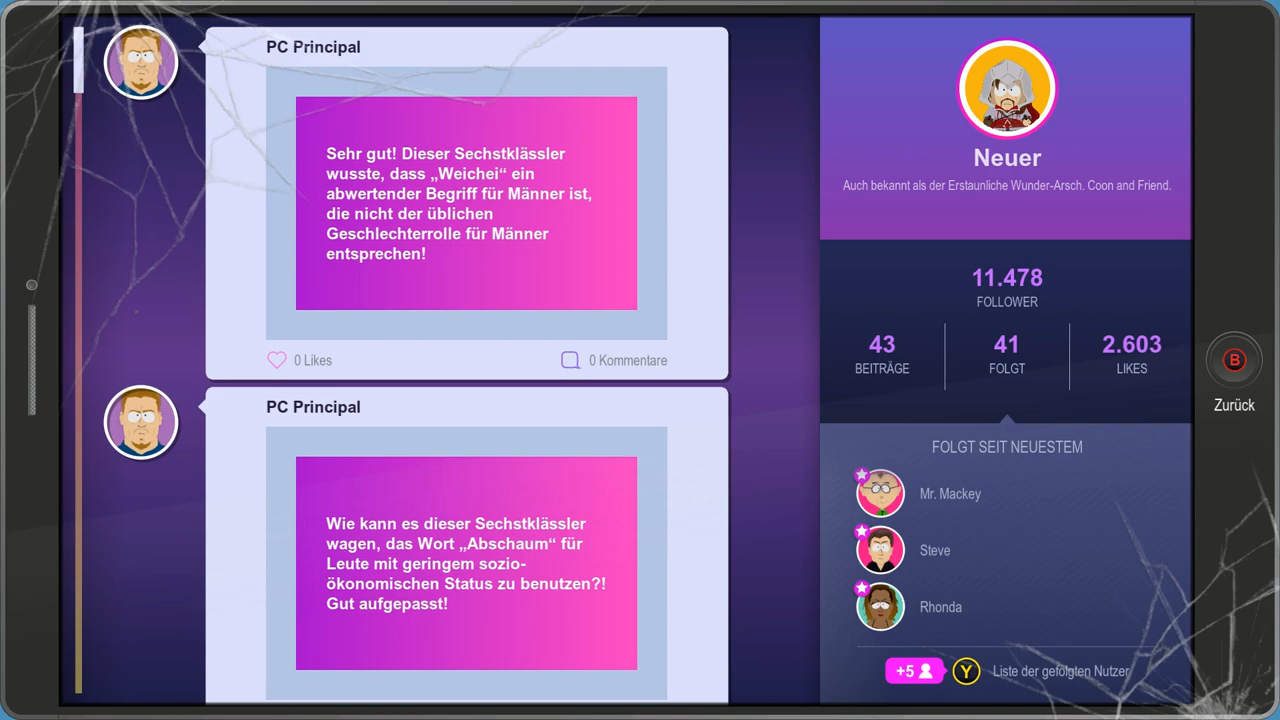 PC Principal
Sehr gut! Dieser Sechstklässler
wusste, dass „Weichei“ ein
abwertender Begriff für Männer ist,
die nicht der üblichen
Geschlechterrolle für Männer
entsprechen!
0 Likes
0 Kommentare
PC Principal
Wie kann es dieser Sechstklässler
wagen, das Wort „Abschaum“ für
Leute mit geringem sozio-
ökonomischen Status zu benutzen?!
Gut aufgepasst!
Neuer
Auch bekannt als der Erstaunliche Wunder-Arsch. Coon and Friend.
11.478
FOLLOWER
43
BEITRÄGE
41
FOLGT
2.603
LIKES
FOLGT SEIT NEUESTEM
Mr. Mackey
Steve
Rhonda
+5
Y
Liste der gefolgten Nutzer
B
Zurück